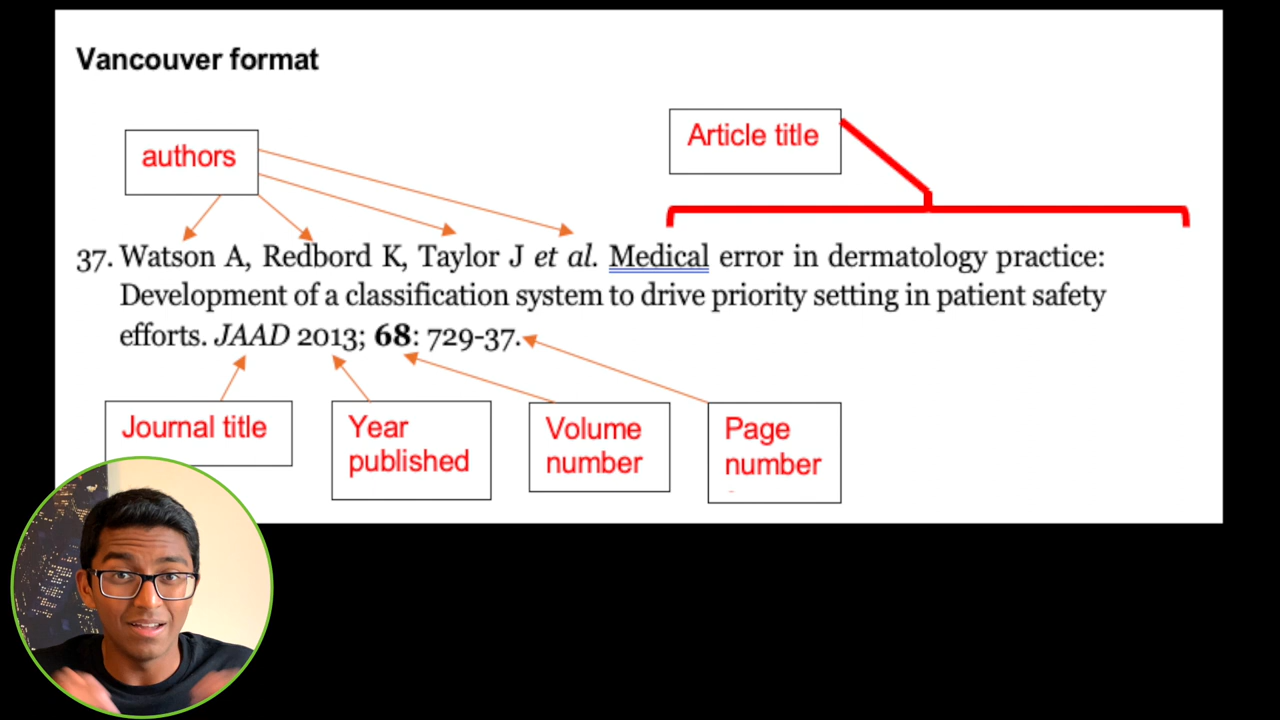 Vancouver format
authors
Article title
37. Watson A, Redbord K, Taylor J et al. Medical error in dermatology practice:
Development of a classification system to drive priority setting in patient safety
efforts. JAAD 2013; 68: 729-37.
Journal title
Year
published
Volume
number
Page
number